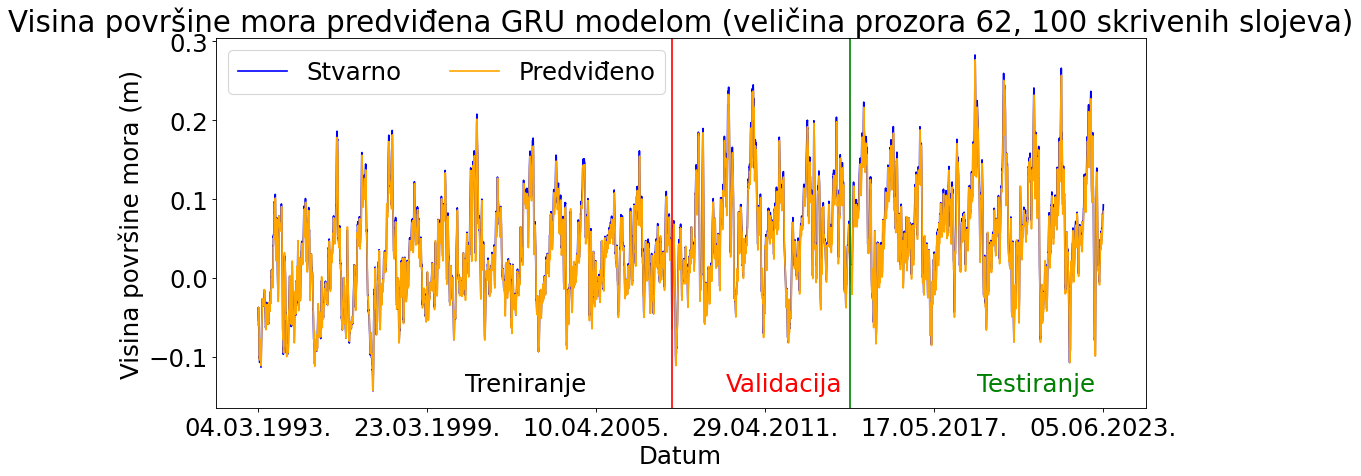 Visina površine mora predviđena GRU modelom (veličina prozora 62, 100 skrivenih slojeva)
Stvarno Predviđeno
Visina površine mora (m)
0.3
0.2
0.1
0.0
−0.1
Treniranje Validacija Testiranje
04.03.1993. 23.03.1999. 10.04.2005. 29.04.2011. 17.05.2017. 05.06.2023.
Datum